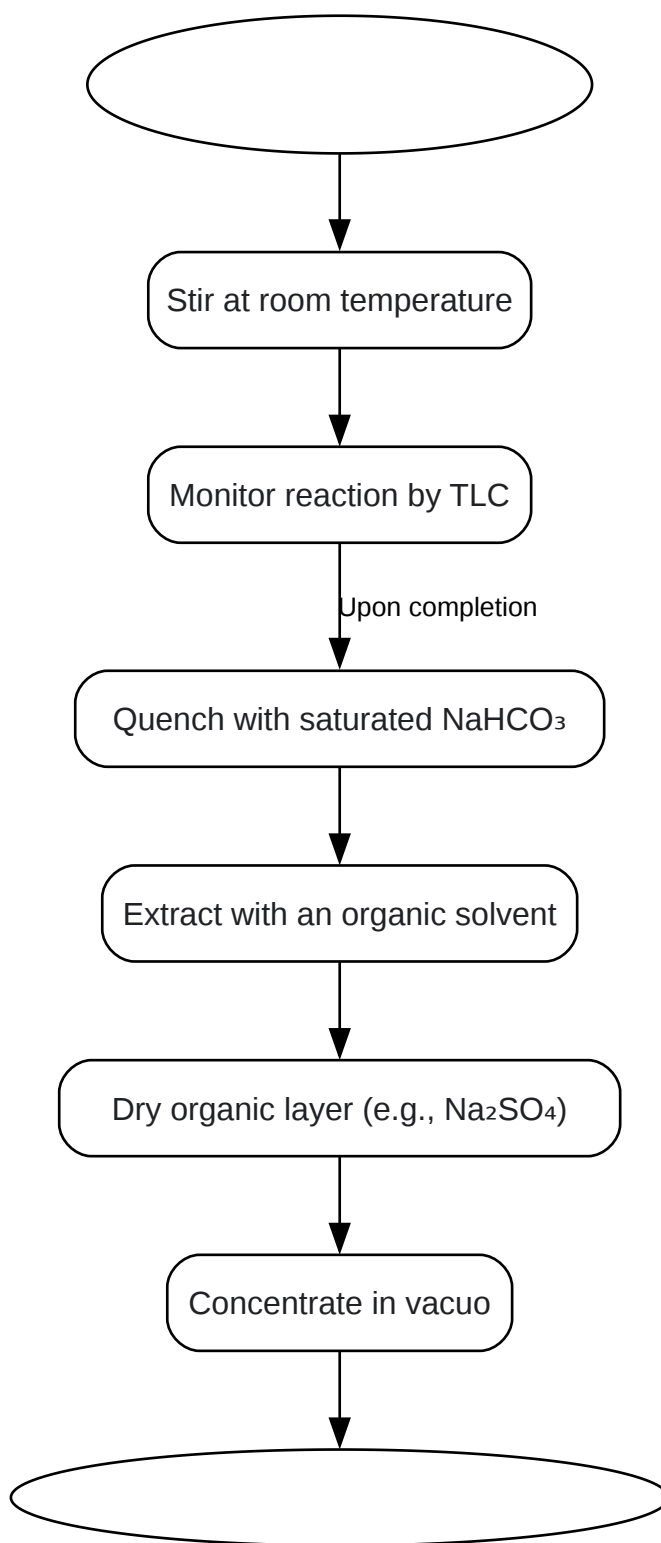 Stir at room temperature
Monitor reaction by TLC
Upon completion
Quench with saturated NaHCO₃
Extract with an organic solvent
Dry organic layer (e.g., Na₂SO₄)
Concentrate in vacuo